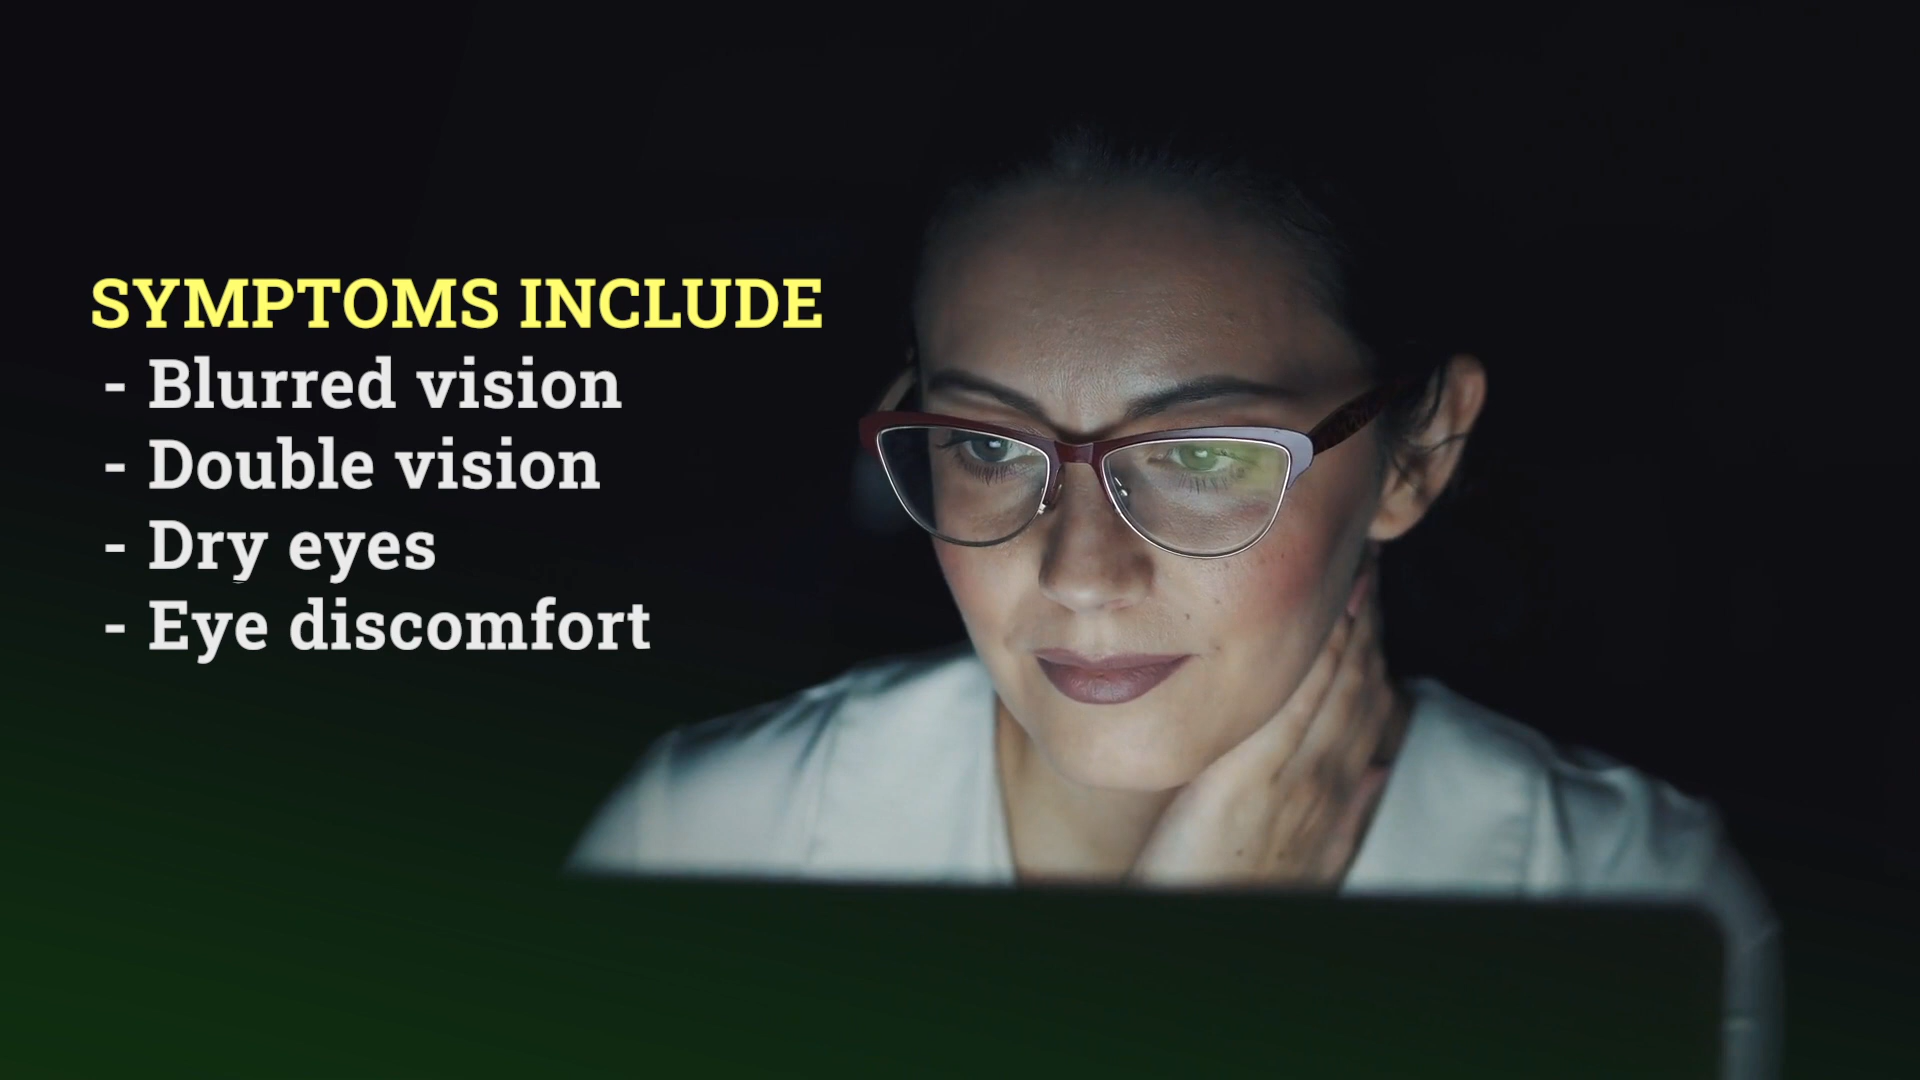 SYMPTOMS INCLUDE
- Blurred vision
- Double vision
- Dry eyes
- Eye discomfort